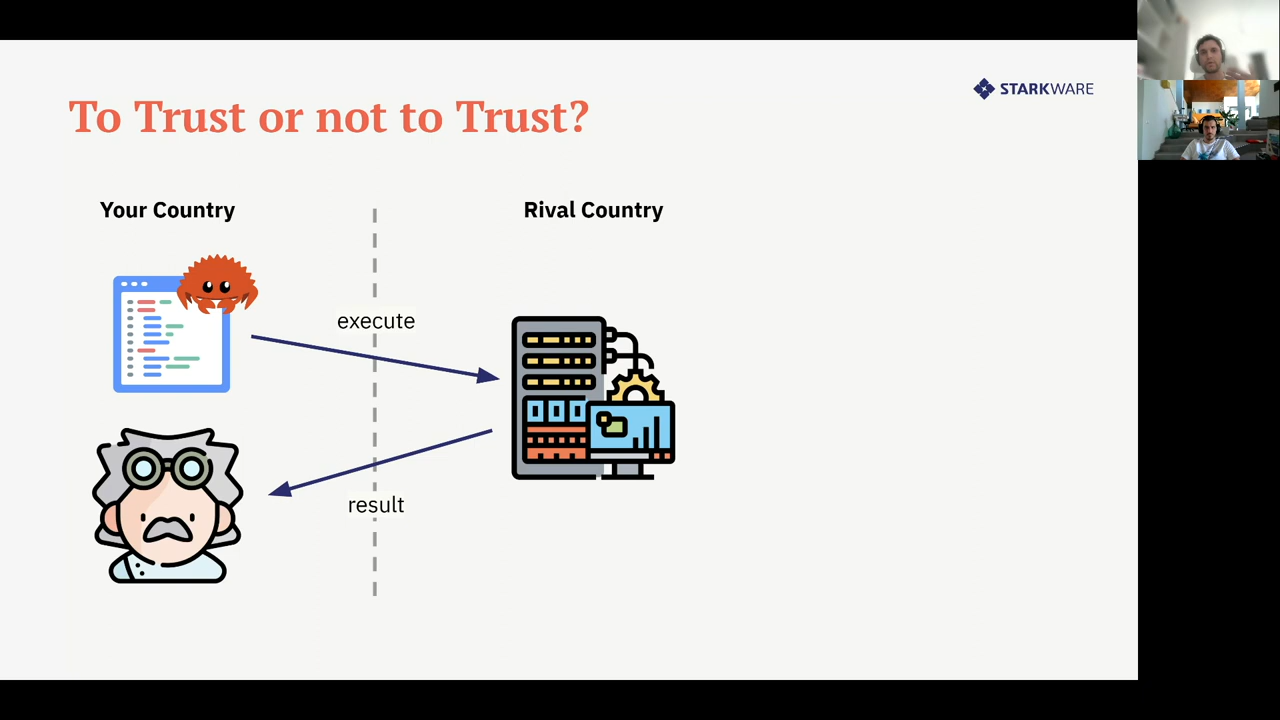 To Trust or not to Trust?
STARKWARE
Your Country
Rival Country
execute
result